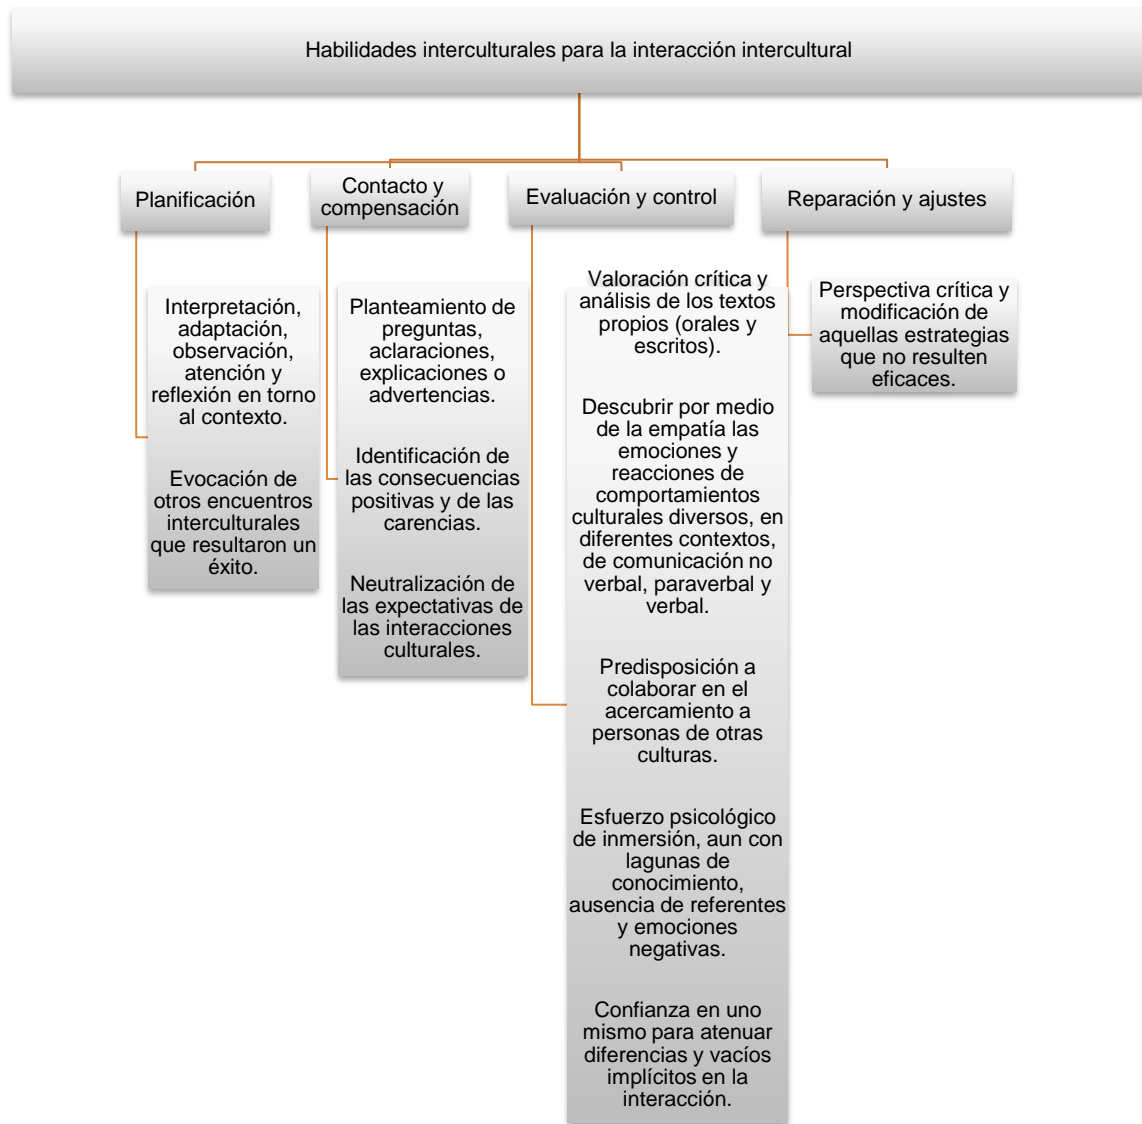 Habilidades interculturales para la interacción intercultural
Planificación
Interpretación,
adaptación,
observación,
atención y
reflexión en torno
al contexto.
Evocación de
otros encuentros
interculturales
que resultaron un
éxito.
Contacto y
compensación
Planteamiento de
preguntas,
aclaraciones,
explicaciones o
advertencias.
Identificación de
las consecuencias
positivas y de las
carencias.
Neutralización de
las expectativas de
las interacciones
culturales.
Evaluación y control
Valoración crítica y
análisis de los textos
propios (orales y
escritos).
Descubrir por medio
de la empatía las
emociones y
reacciones de
comportamientos
culturales diversos, en
diferentes contextos,
de comunicación no
verbal, paraverbal y
verbal.
Predisposición a
colaborar en el
acercamiento a
personas de otras
culturas.
Esfuerzo psicológico
de inmersión, aun con
lagunas de
conocimiento,
ausencia de referentes
y emociones
negativas.
Confianza en uno
mismo para atenuar
diferencias y vacíos
implícitos en la
interacción.
Reparación y ajustes
Perspectiva crítica y
modificación de
aquellas estrategias
que no resulten
eficaces.